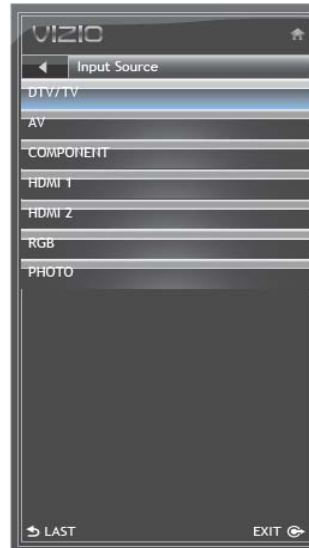 VIZIO
Input Source
DTV/TV
AV
COMPONENT
HDMI 1
HDMI 2
RGB
PHOTO
LAST EXIT